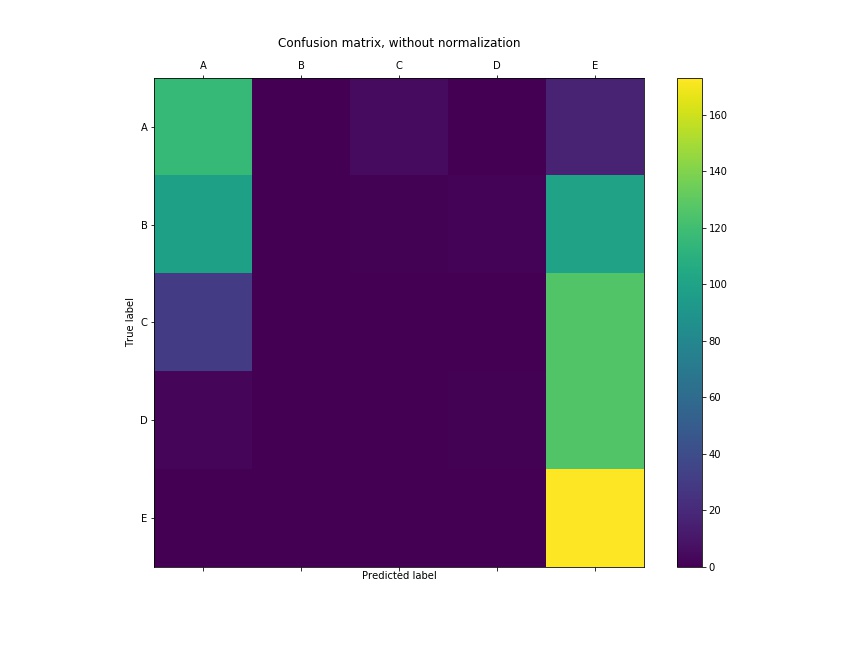 Confusion matrix, without normalization
A B C D E
A
B
C
D
E
True label
Predicted label
160
140
120
100
80
60
40
20
0